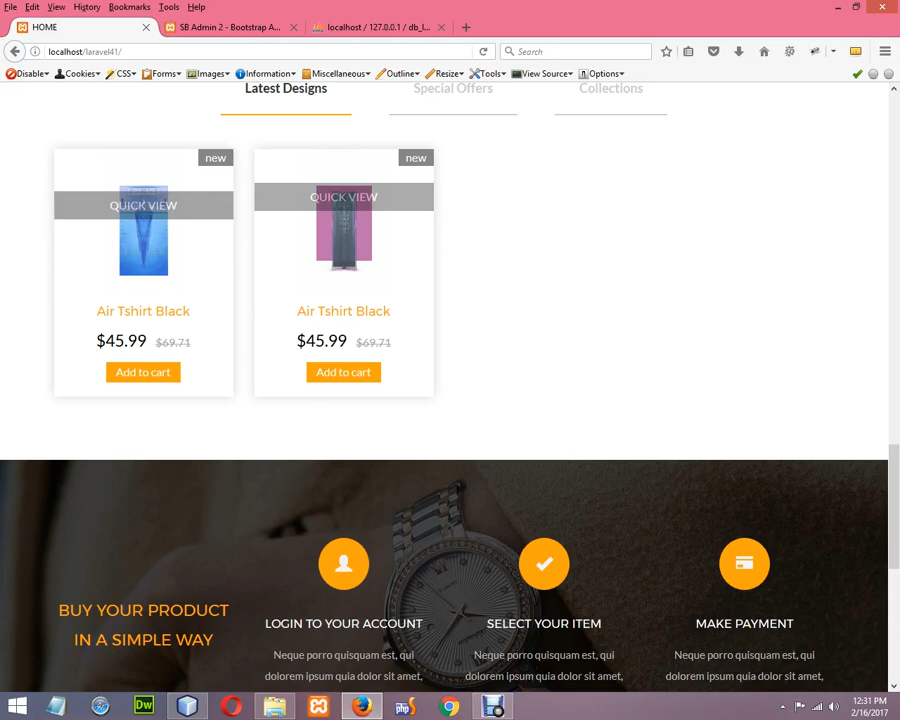 File Edit View History Bookmarks Tools Help
HOME
SB Admin 2 - Bootstrap A...
localhost / 127.0.0.1 / db_l...
localhost/laravel41/
Search
Disable Cookies CSS Forms Images Information Miscellaneous Outline Resize Tools View Source Options
Latest Designs
Special Offers
Collections
new
new
QUICK VIEW
QUICK VIEW
Air Tshirt Black
Air Tshirt Black
$45.99 $69.71
$45.99 $69.71
Add to cart
Add to cart
BUY YOUR PRODUCT
IN A SIMPLE WAY
LOGIN TO YOUR ACCOUNT
Neque porro quisquam est, qui
dolorem ipsum quia dolor sit amet,
SELECT YOUR ITEM
Neque porro quisquam est, qui
dolorem ipsum quia dolor sit amet,
MAKE PAYMENT
Neque porro quisquam est, qui
dolorem ipsum quia dolor sit amet,
Dw
php
12:31 PM
2/16/2017